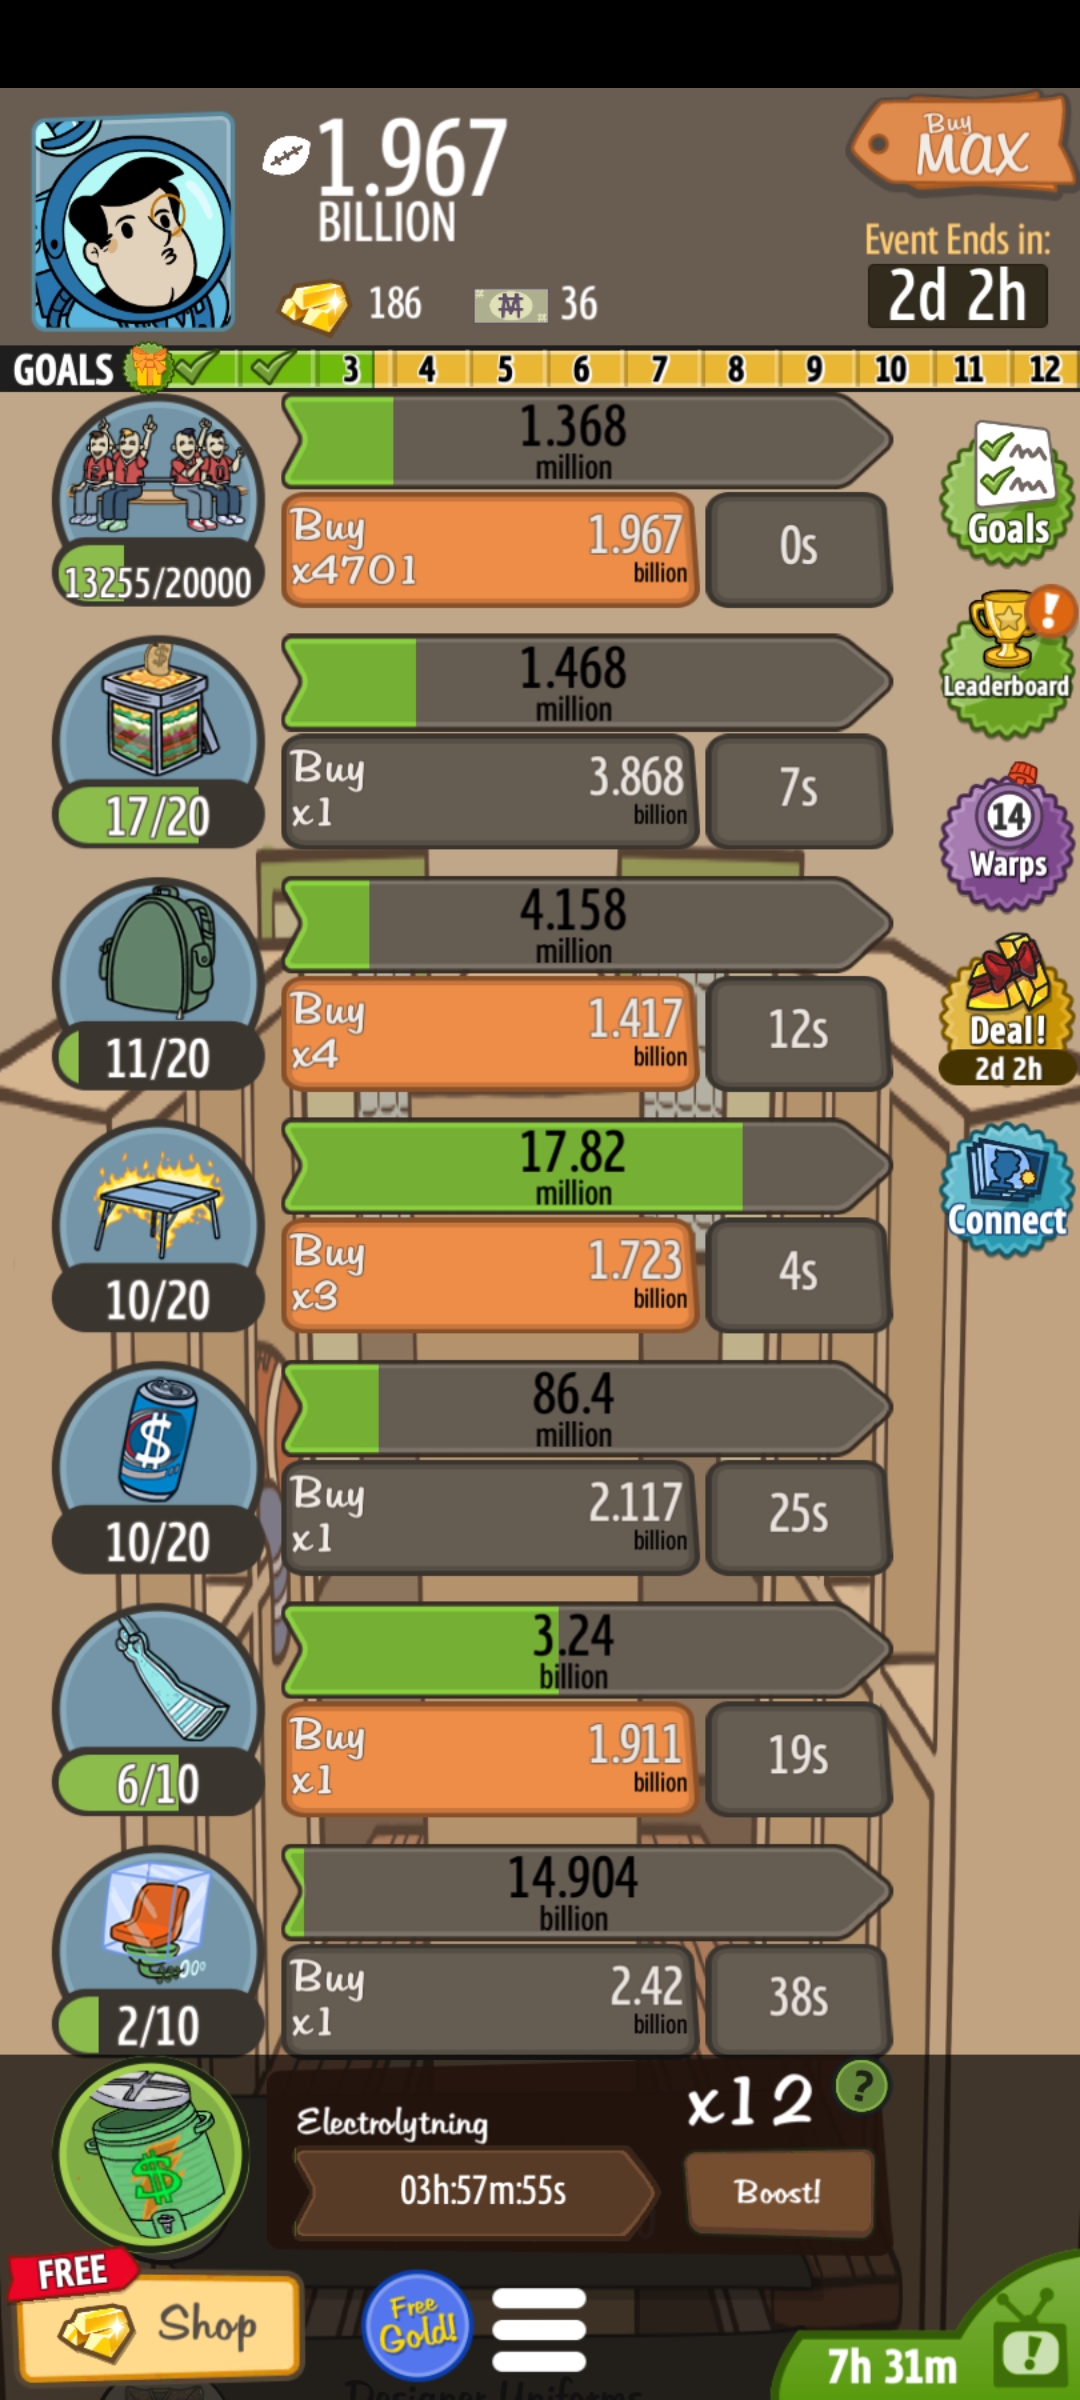 1.967
BILLION
Buy
MAX
Event Ends in:
2d 2h
186
36
GOALS 3 4 5 6 7 8 9 10 11 12
1.368
million
Buy
x4701
1.967
billion
0s
13255/20000
Goals
!
Leaderboard
1.468
million
Buy
x1
3.868
billion
7s
17/20
14
Warps
4.158
million
Buy
x4
1.417
billion
12s
11/20
Deal!
2d 2h
17.82
million
Buy
x3
1.723
billion
4s
10/20
Connect
$
86.4
million
Buy
x1
2.117
billion
25s
10/20
3.24
billion
Buy
x1
1.911
billion
19s
6/10
14.904
billion
Buy
x1
2.42
billion
38s
2/10
$
Electrolytning
x12
?
03h:57m:55s
Boost!
FREE
Shop
Free
Gold!
7h 31m
!
Designer Uniforms